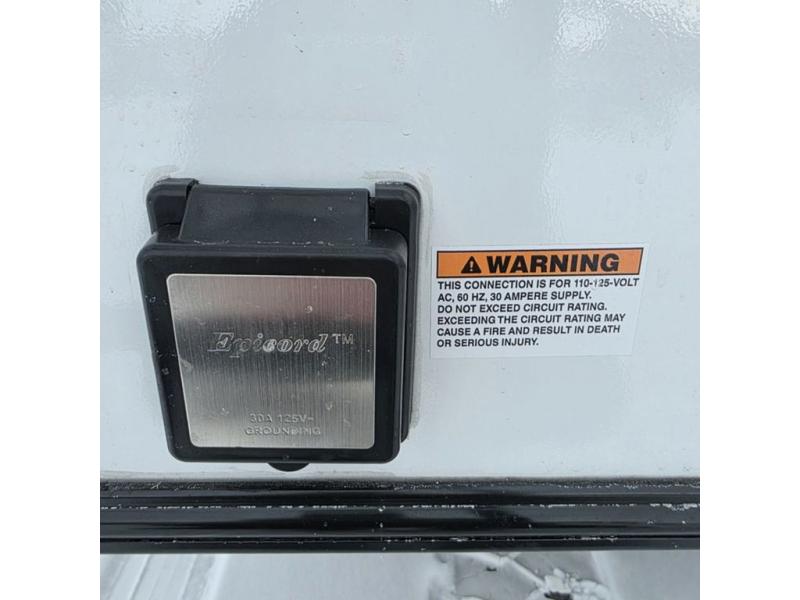 WARNING
THIS CONNECTION IS FOR 110-125-VOLT
AC, 60 HZ, 30 AMPERE SUPPLY.
DO NOT EXCEED CIRCUIT RATING.
EXCEEDING THE CIRCUIT RATING MAY
CAUSE A FIRE AND RESULT IN DEATH
OR SERIOUS INJURY.
Epicord™
30A 125V~
GROUNDING